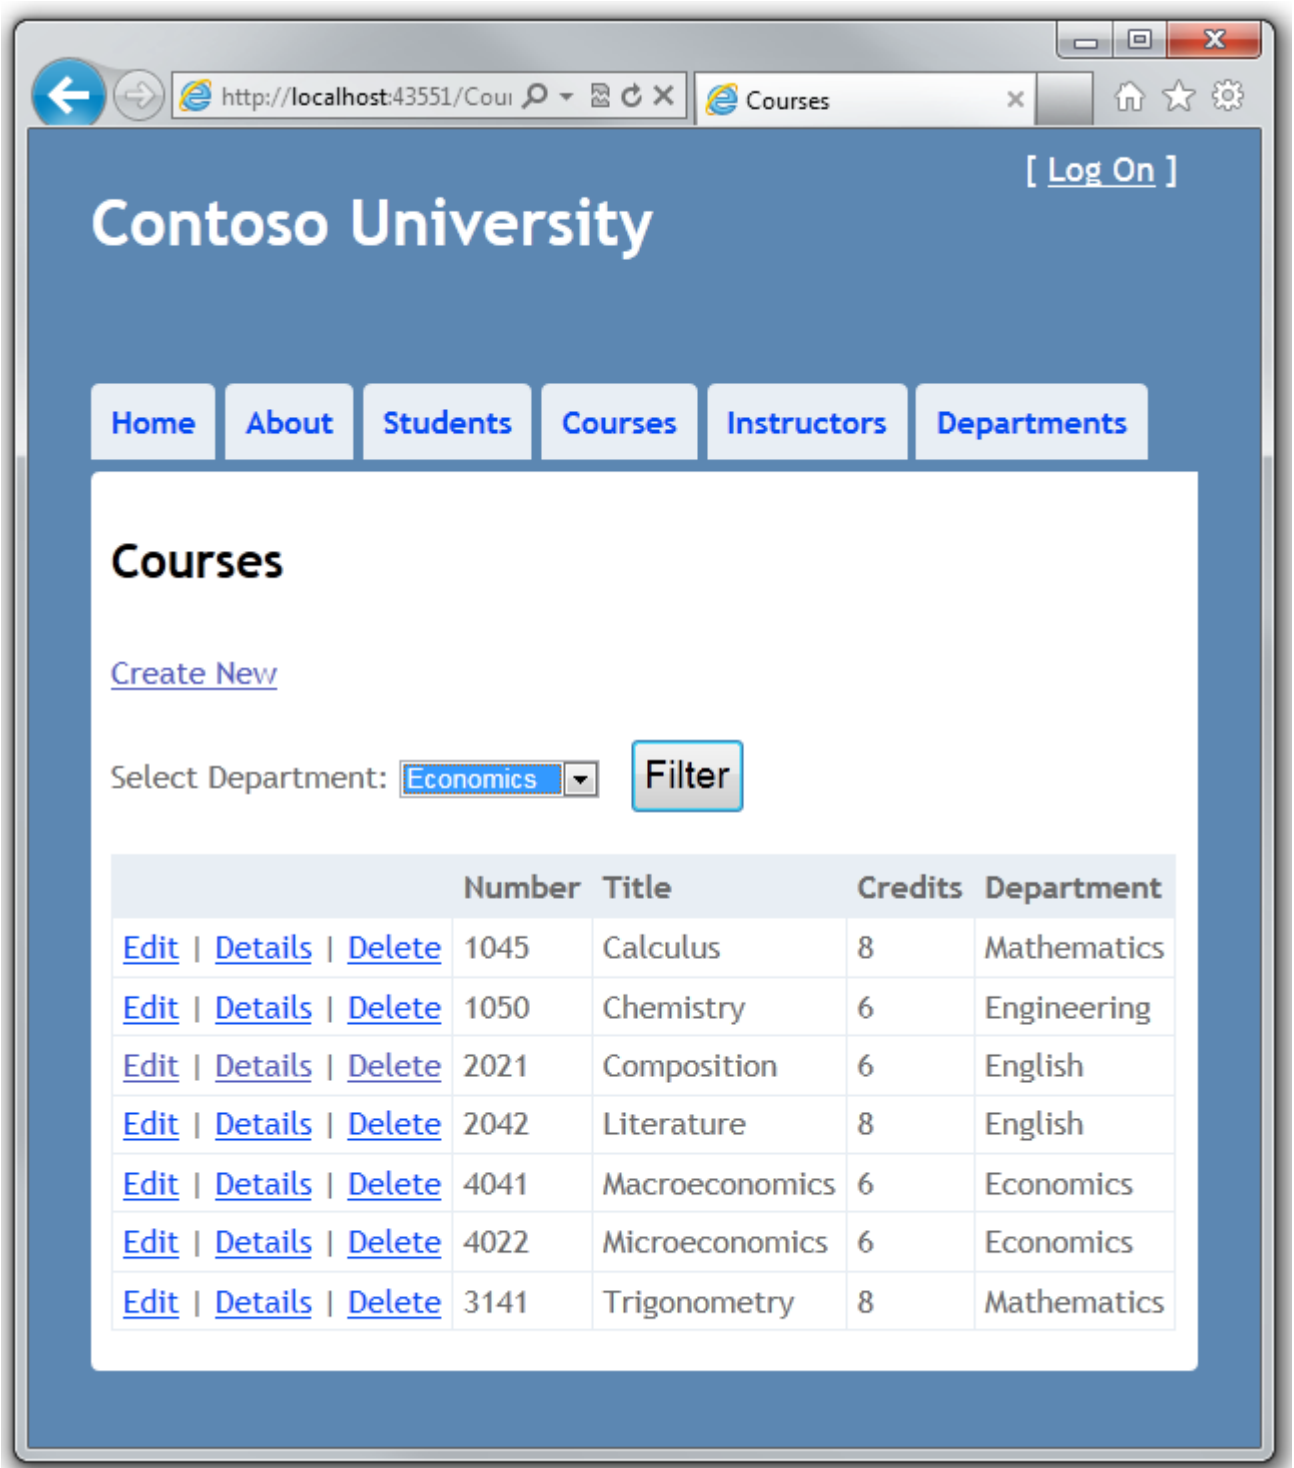 http://localhost:43551/Cour
Courses
[ Log On ]
Contoso University
Home About Students Courses Instructors Departments
Courses
Create New
Select Department: Economics Filter
Number Title Credits Department
Edit | Details | Delete 1045 Calculus 8 Mathematics
Edit | Details | Delete 1050 Chemistry 6 Engineering
Edit | Details | Delete 2021 Composition 6 English
Edit | Details | Delete 2042 Literature 8 English
Edit | Details | Delete 4041 Macroeconomics 6 Economics
Edit | Details | Delete 4022 Microeconomics 6 Economics
Edit | Details | Delete 3141 Trigonometry 8 Mathematics